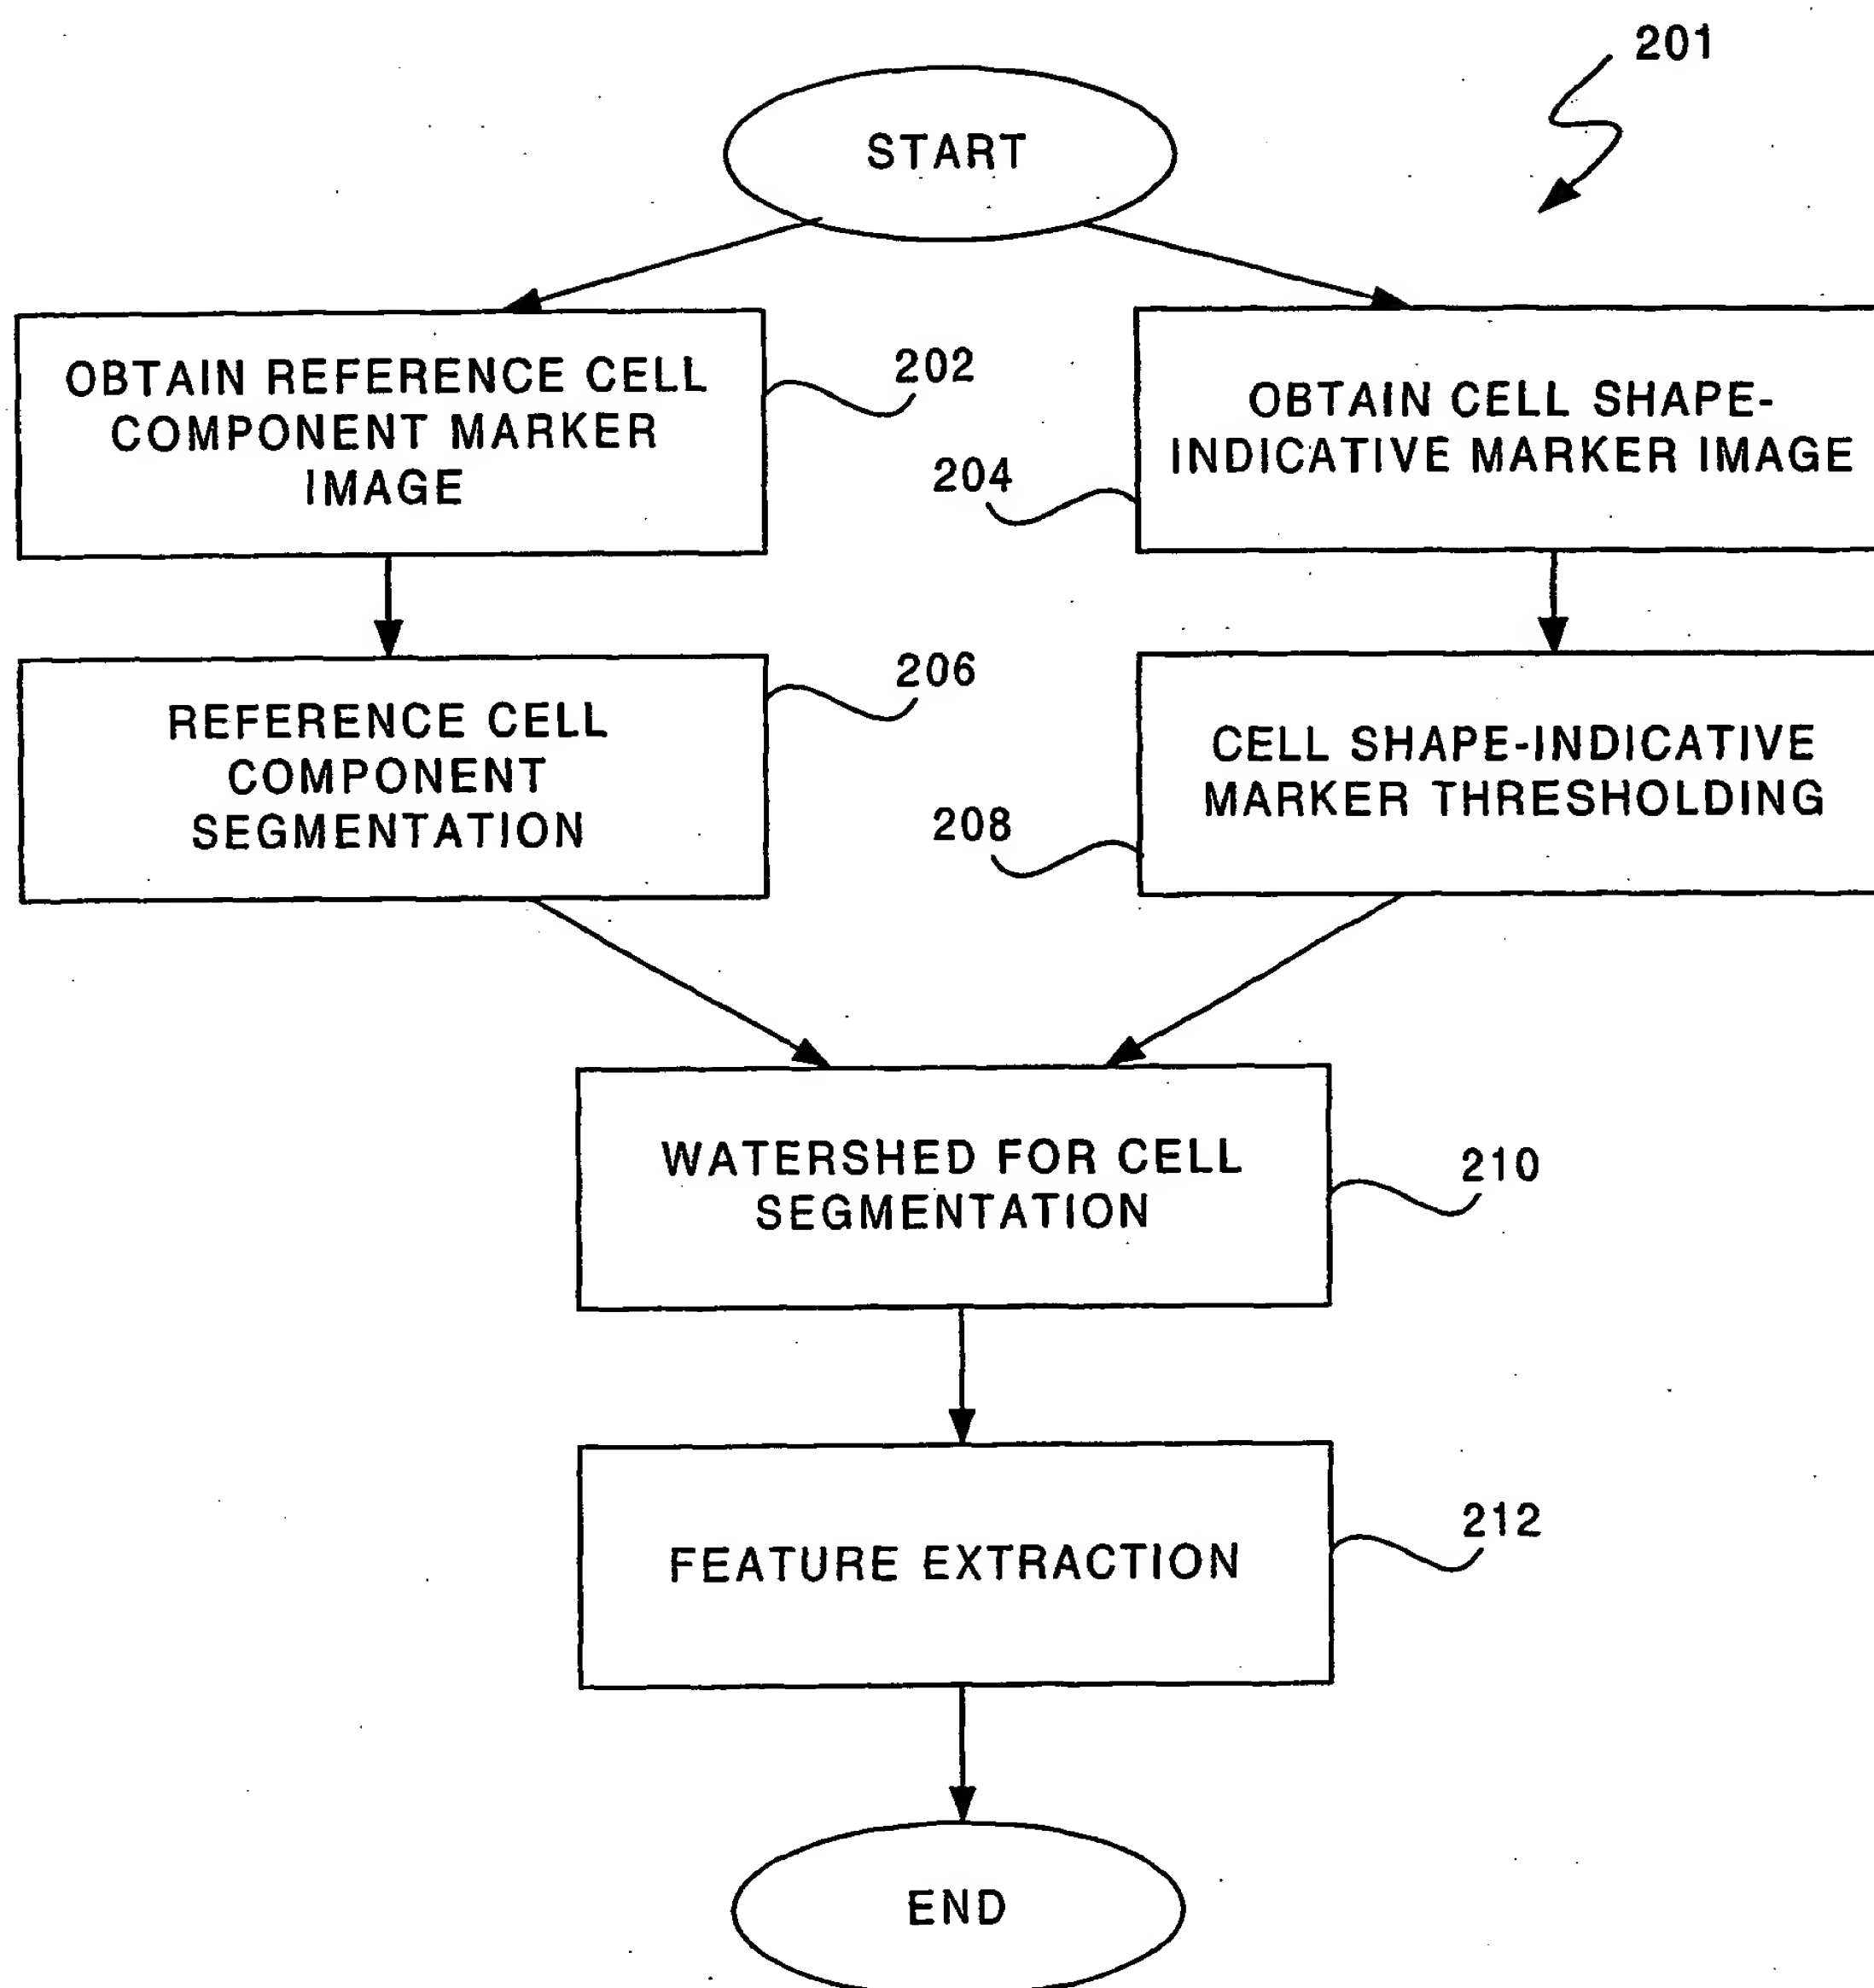 201
START
OBTAIN REFERENCE CELL
COMPONENT MARKER
IMAGE
202
OBTAIN CELL SHAPE-
INDICATIVE MARKER IMAGE
204
REFERENCE CELL
COMPONENT
SEGMENTATION
206
CELL SHAPE-INDICATIVE
MARKER THRESHOLDING
208
WATERSHED FOR CELL
SEGMENTATION
210
FEATURE EXTRACTION
212
END